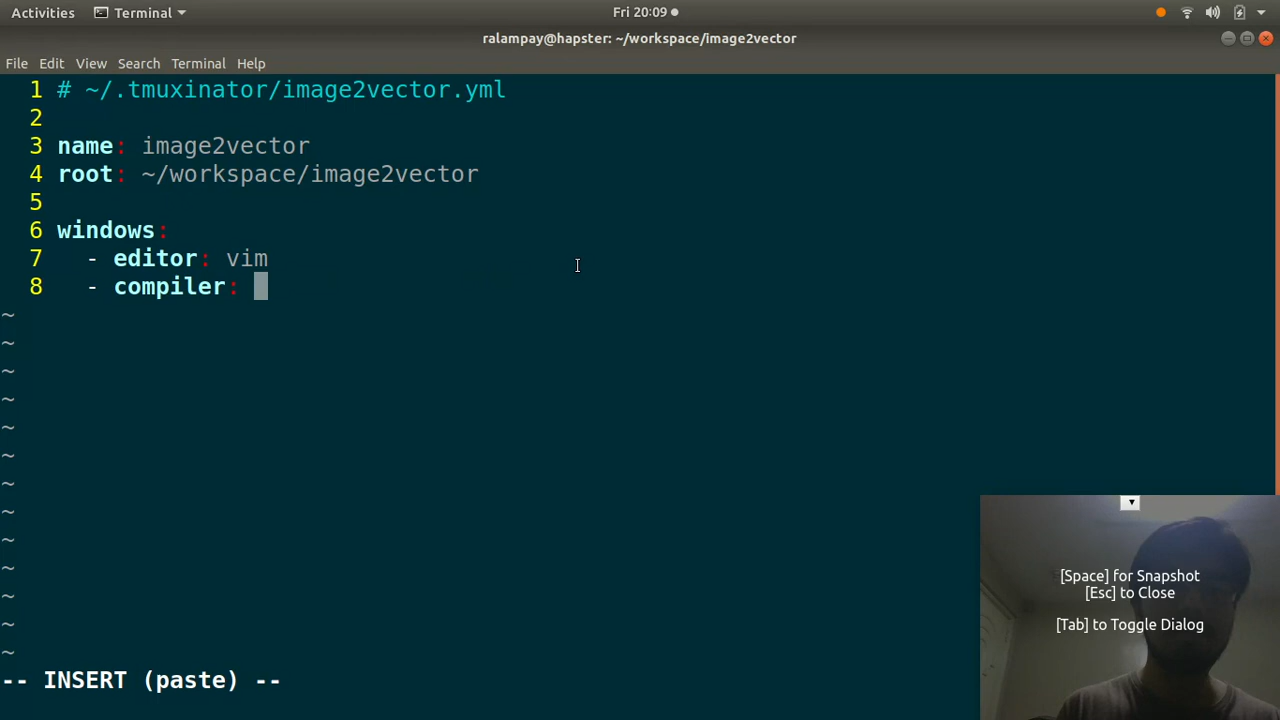 Activities Terminal Fri 20:09
ralampay@hapster: ~/workspace/image2vector
File Edit View Search Terminal Help
1 # ~/.tmuxinator/image2vector.yml
2
3 name: image2vector
4 root: ~/workspace/image2vector
5
6 windows:
7 - editor: vim
8 - compiler:
~
~
~
~
~
~
~
~
~
~
~
~
~
[Space] for Snapshot
[Esc] to Close
[Tab] to Toggle Dialog
-- INSERT (paste) --